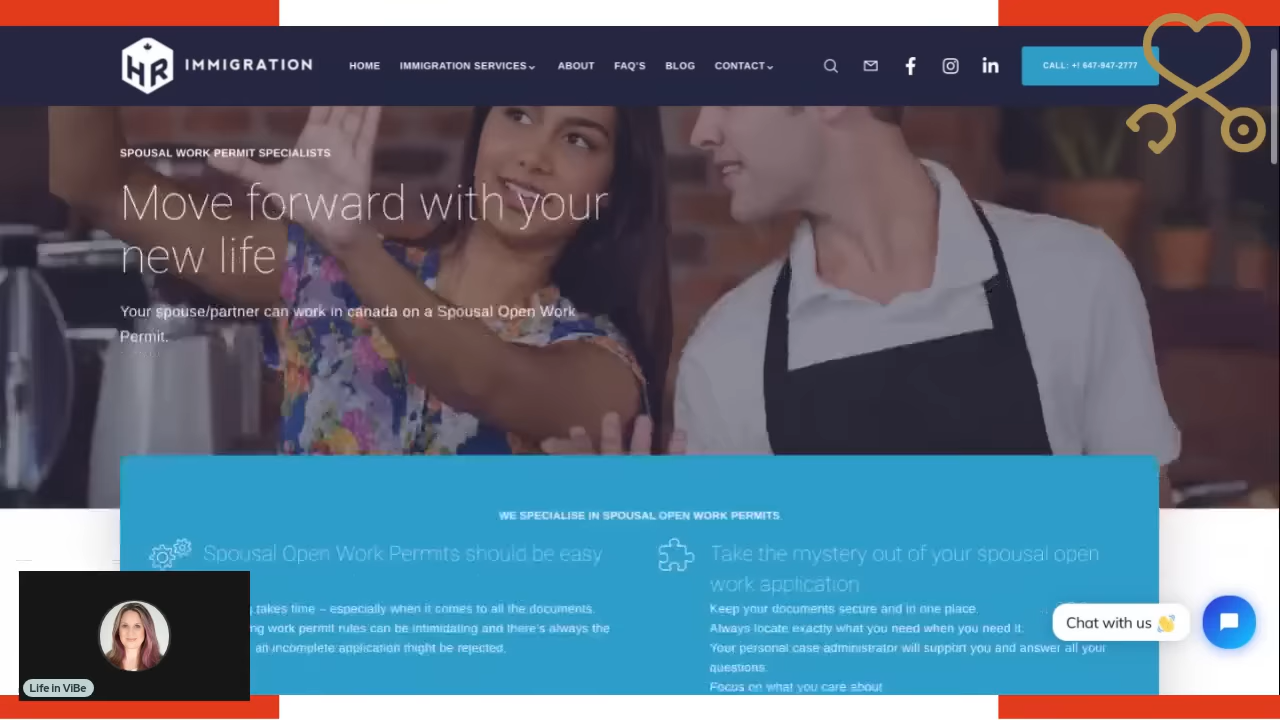 HR IMMIGRATION
HOME IMMIGRATION SERVICES ABOUT FAQ'S BLOG CONTACT
CALL: +! 647-947-2777
SPOUSAL WORK PERMIT SPECIALISTS
Move forward with your
new life
Your spouse/partner can work in canada on a Spousal Open Work
Permit.
WE SPECIALISE IN SPOUSAL OPEN WORK PERMITS.
Spousal Open Work Permits should be easy
takes time – especially when it comes to all the documents.
work permit rules can be intimidating and there's always the
an incomplete application might be rejected.
Take the mystery out of your spousal open
work application
Keep your documents secure and in one place.
Always locate exactly what you need when you need it.
Your personal case administrator will support you and answer all your
questions.
Focus on what you care about
Chat with us
Life in ViBe